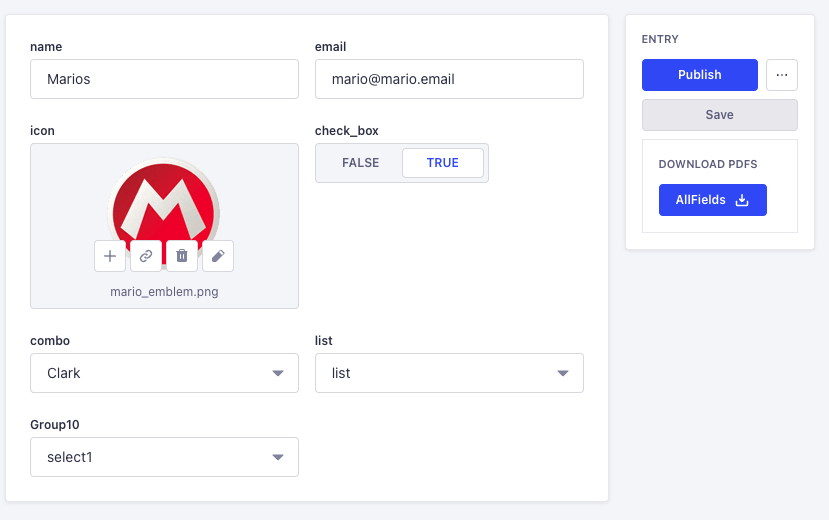 name
Marios
email
mario@mario.email
icon
M
mario_emblem.png
check_box
FALSE
TRUE
combo
Clark
list
list
Group10
select1
ENTRY
Publish
...
Save
DOWNLOAD PDFS
AllFields